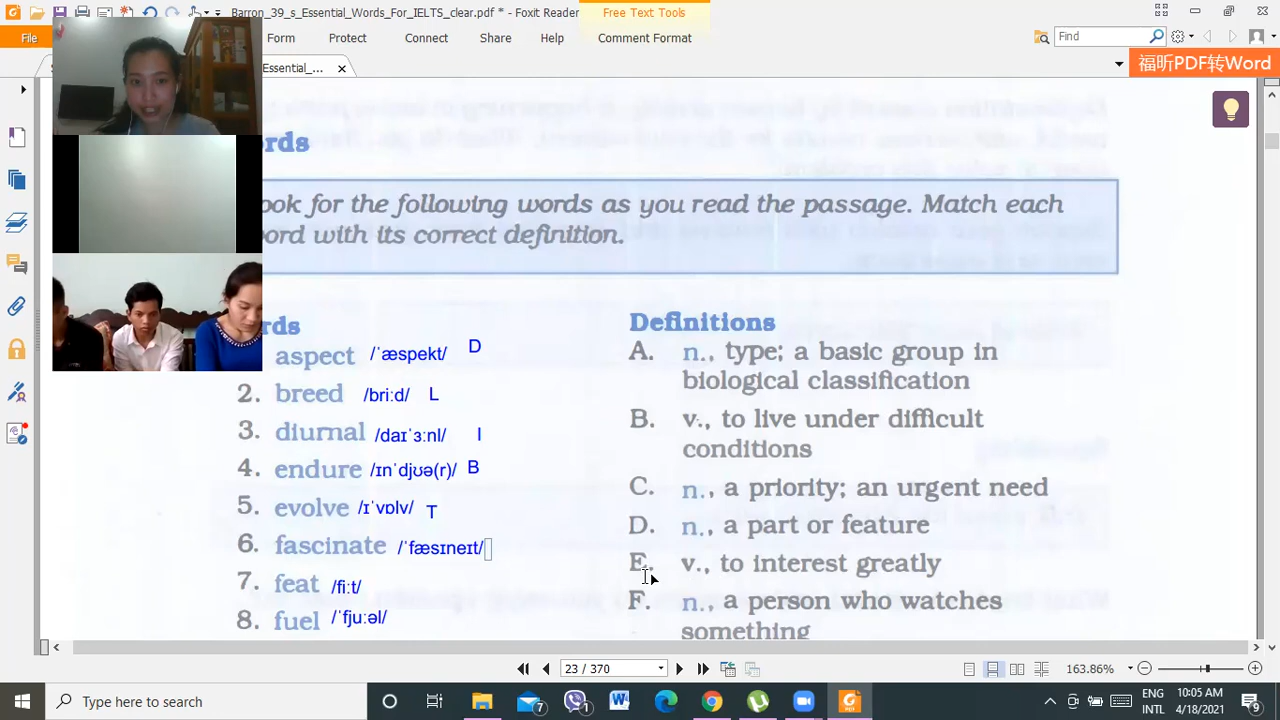 Barron_39_s_Essential_Words_For_IELTS_clear.pdf * - Foxit Reader
Free Text Tools
File
Form
Protect
Connect
Share
Help
Comment Format
Find
Essential_...
福昕PDF转Word
ords
ook for the following words as you read the passage. Match each
ord with its correct definition.
rds
aspect /ˈæspekt/ D
2. breed /briːd/ L
3. diurnal /daɪˈɜːnl/ I
4. endure /ɪnˈdjʊə(r)/ B
5. evolve /ɪˈvɒlv/ T
6. fascinate /ˈfæsɪneɪt/
7. feat /fiːt/
8. fuel /ˈfjuːəl/
Definitions
A. n., type; a basic group in
biological classification
B. v., to live under difficult
conditions
C. n., a priority; an urgent need
D. n., a part or feature
E. v., to interest greatly
F. n., a person who watches
something
23 / 370
163.86%
Type here to search
7
1
ENG
INTL
10:05 AM
4/18/2021
9